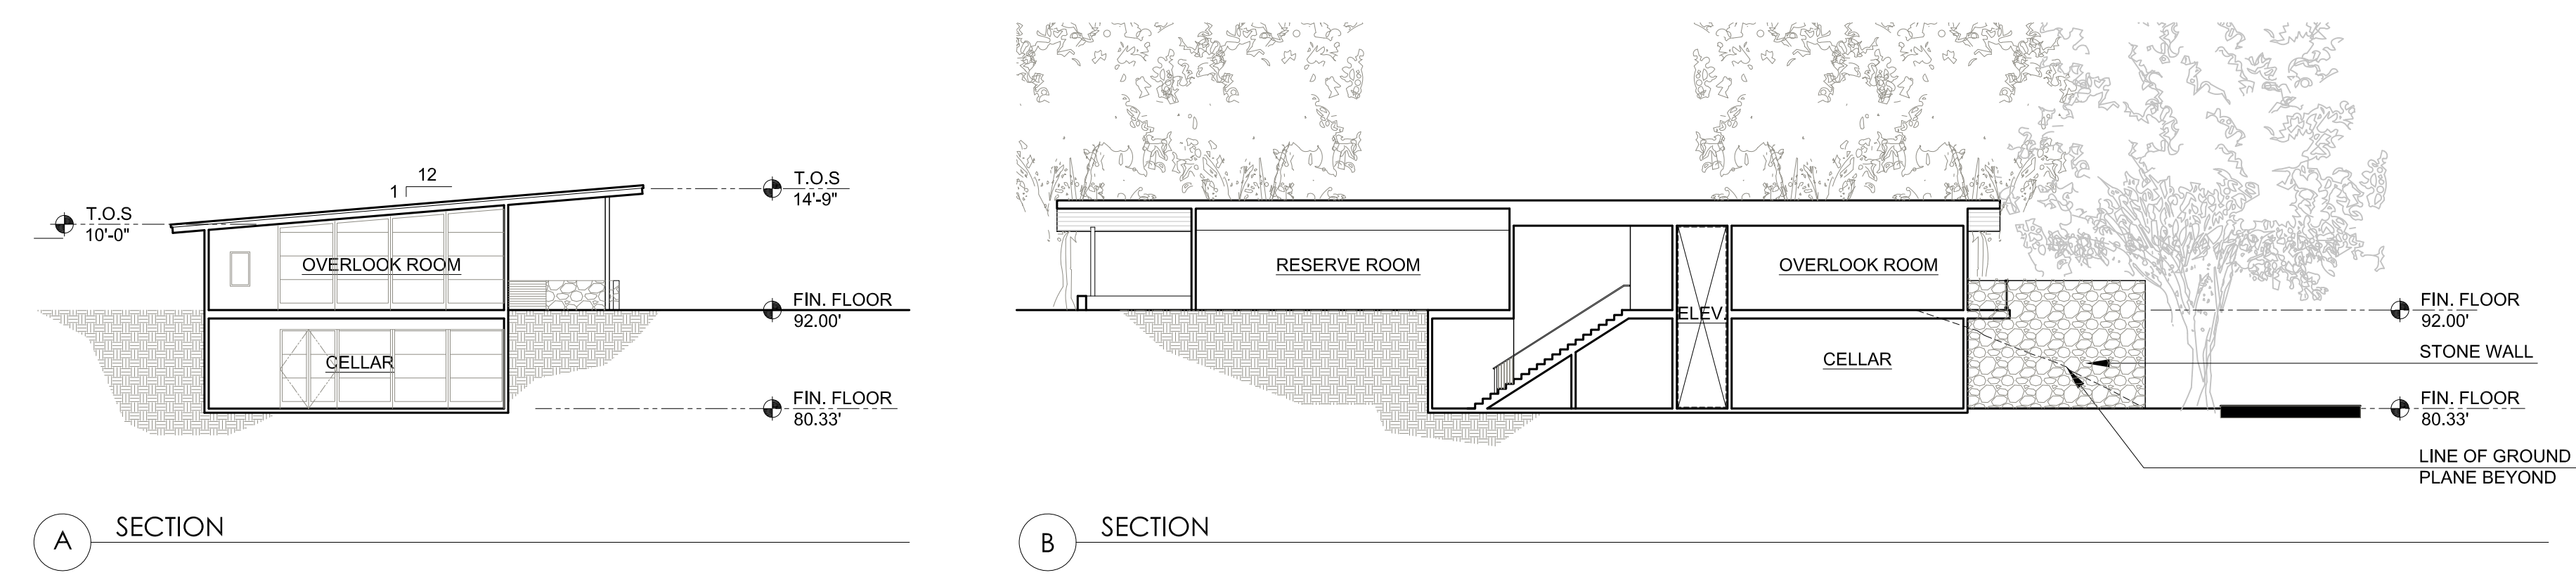 12
1
T.O.S
14'-9"
T.O.S
10'-0"
OVERLOOK ROOM
FIN. FLOOR
92.00'
CELLAR
FIN. FLOOR
80.33'
A
SECTION
RESERVE ROOM
OVERLOOK ROOM
ELEV.
CELLAR
FIN. FLOOR
92.00'
STONE WALL
FIN. FLOOR
80.33'
LINE OF GROUND
PLANE BEYOND
B
SECTION